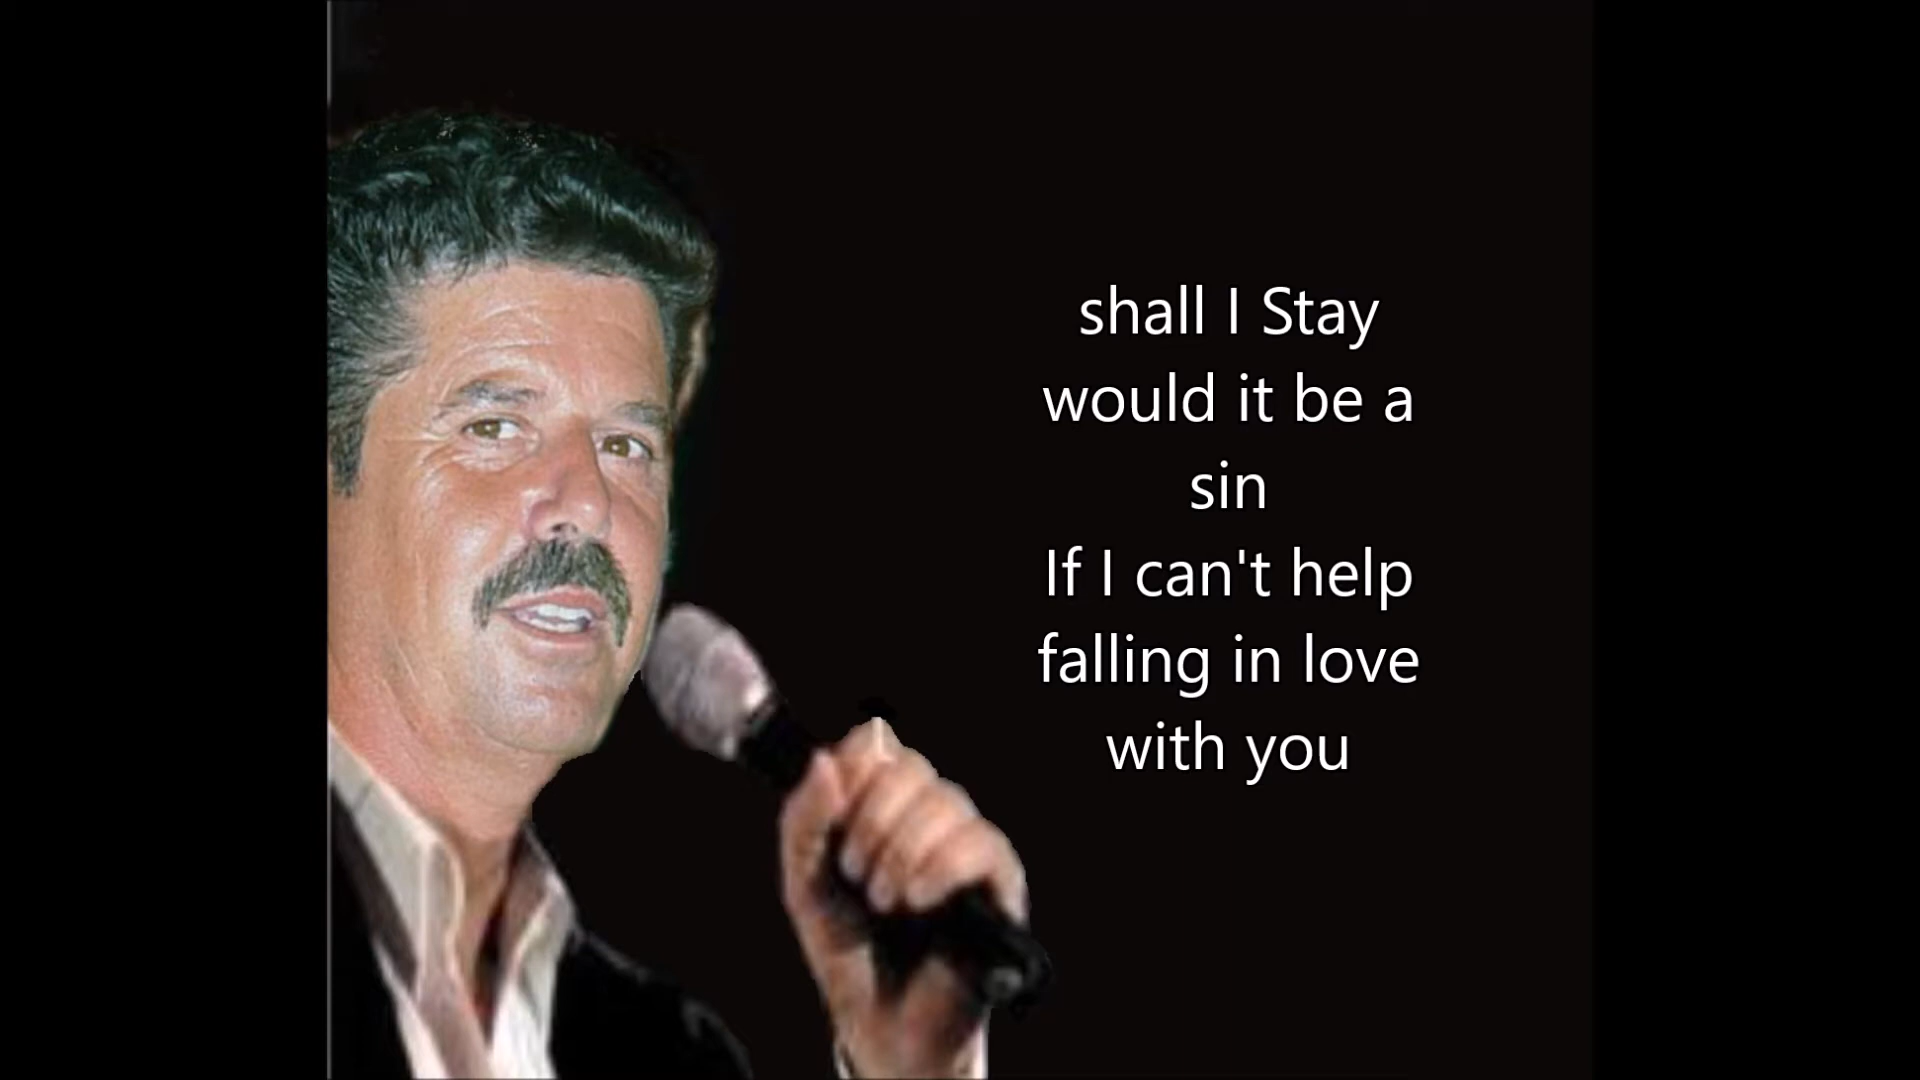 shall I Stay
would it be a
sin
If I can't help
falling in love
with you